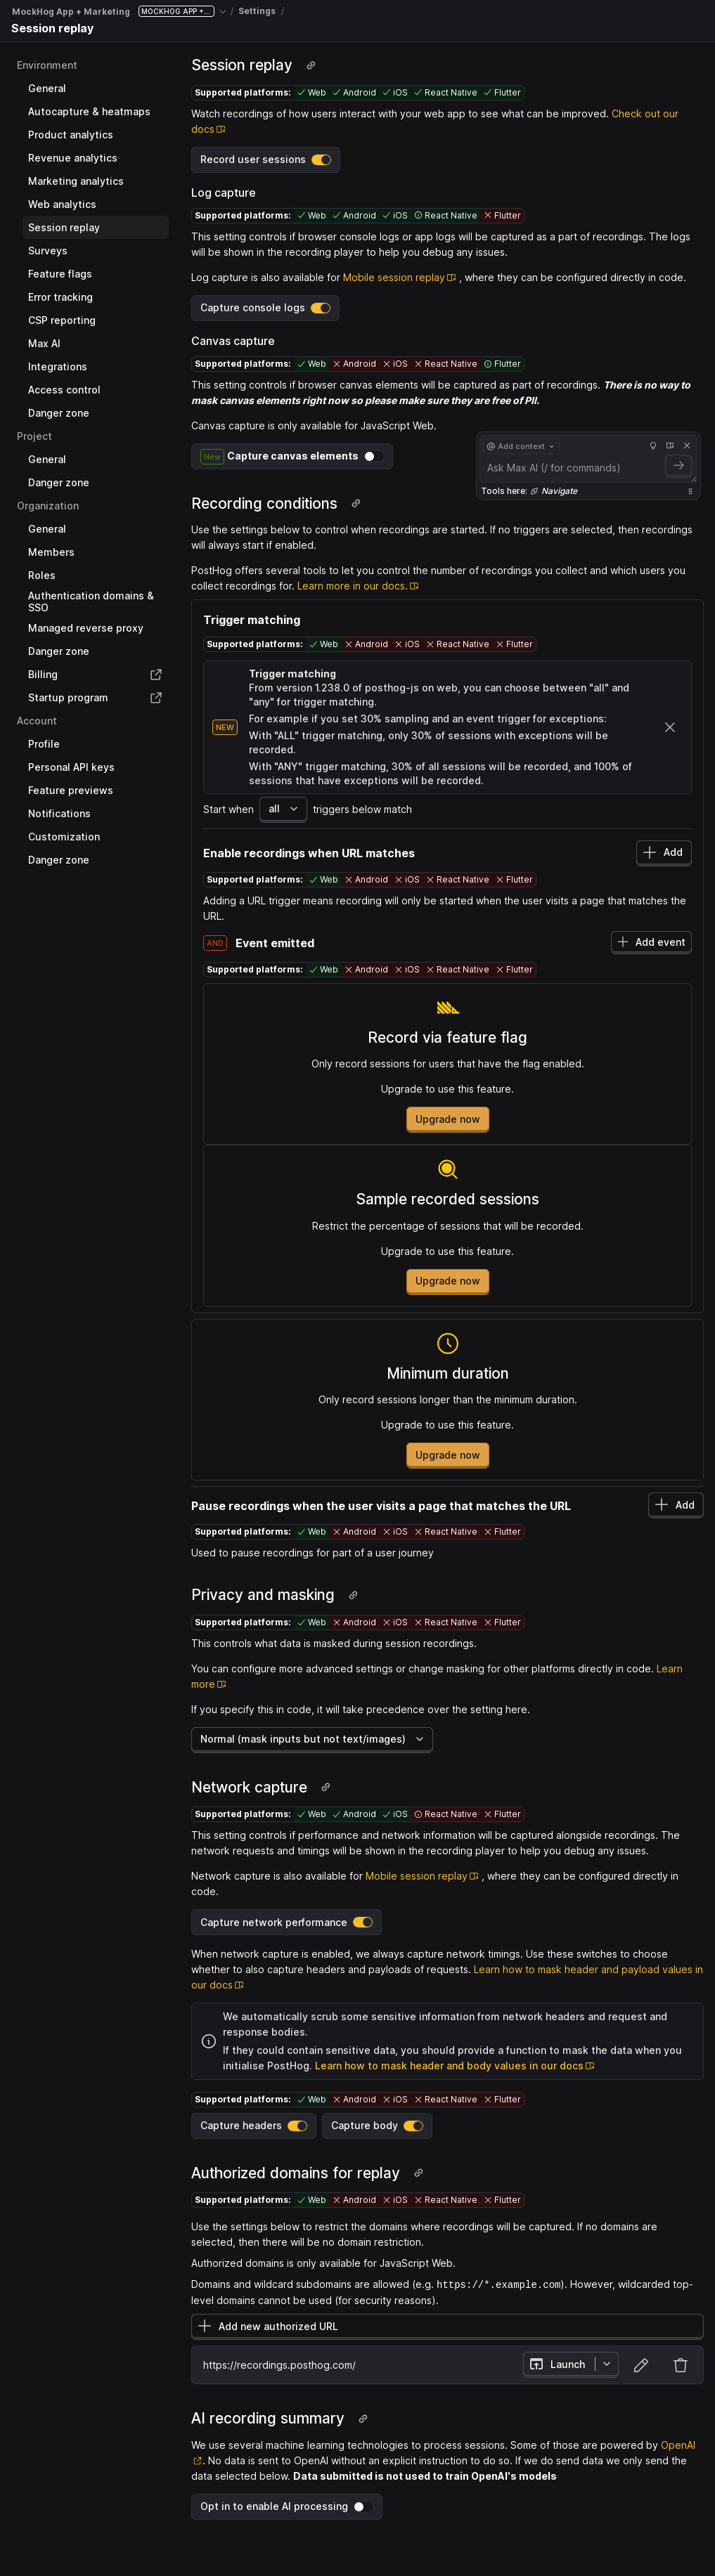 MockHog App + Marketing MOCKHOG APP +... / Settings /
Session replay
Environment
General
Autocapture & heatmaps
Product analytics
Revenue analytics
Marketing analytics
Web analytics
Session replay
Surveys
Feature flags
Error tracking
CSP reporting
Max AI
Integrations
Access control
Danger zone
Project
General
Danger zone
Organization
General
Members
Roles
Authentication domains &
SSO
Managed reverse proxy
Danger zone
Billing
Startup program
Account
Profile
Personal API keys
Feature previews
Notifications
Customization
Danger zone
Session replay
Supported platforms: Web Android iOS React Native Flutter
Watch recordings of how users interact with your web app to see what can be improved. Check out our
docs
Record user sessions
Log capture
Supported platforms: Web Android iOS React Native Flutter
This setting controls if browser console logs or app logs will be captured as a part of recordings. The logs
will be shown in the recording player to help you debug any issues.
Log capture is also available for Mobile session replay , where they can be configured directly in code.
Capture console logs
Canvas capture
Supported platforms: Web Android iOS React Native Flutter
This setting controls if browser canvas elements will be captured as part of recordings. There is no way to
mask canvas elements right now so please make sure they are free of PII.
Canvas capture is only available for JavaScript Web.
New Capture canvas elements
@ Add context
Ask Max AI (/ for commands)
Tools here: Navigate
Recording conditions
Use the settings below to control when recordings are started. If no triggers are selected, then recordings
will always start if enabled.
PostHog offers several tools to let you control the number of recordings you collect and which users you
collect recordings for. Learn more in our docs.
Trigger matching
Supported platforms: Web Android iOS React Native Flutter
NEW
Trigger matching
From version 1.238.0 of posthog-js on web, you can choose between "all" and
"any" for trigger matching.
For example if you set 30% sampling and an event trigger for exceptions:
With "ALL" trigger matching, only 30% of sessions with exceptions will be
recorded.
With "ANY" trigger matching, 30% of all sessions will be recorded, and 100% of
sessions that have exceptions will be recorded.
Start when all triggers below match
Enable recordings when URL matches Add
Supported platforms: Web Android iOS React Native Flutter
Adding a URL trigger means recording will only be started when the user visits a page that matches the
URL.
AND Event emitted Add event
Supported platforms: Web Android iOS React Native Flutter
Record via feature flag
Only record sessions for users that have the flag enabled.
Upgrade to use this feature.
Upgrade now
Sample recorded sessions
Restrict the percentage of sessions that will be recorded.
Upgrade to use this feature.
Upgrade now
Minimum duration
Only record sessions longer than the minimum duration.
Upgrade to use this feature.
Upgrade now
Pause recordings when the user visits a page that matches the URL Add
Supported platforms: Web Android iOS React Native Flutter
Used to pause recordings for part of a user journey
Privacy and masking
Supported platforms: Web Android iOS React Native Flutter
This controls what data is masked during session recordings.
You can configure more advanced settings or change masking for other platforms directly in code. Learn
more
If you specify this in code, it will take precedence over the setting here.
Normal (mask inputs but not text/images)
Network capture
Supported platforms: Web Android iOS React Native Flutter
This setting controls if performance and network information will be captured alongside recordings. The
network requests and timings will be shown in the recording player to help you debug any issues.
Network capture is also available for Mobile session replay , where they can be configured directly in
code.
Capture network performance
When network capture is enabled, we always capture network timings. Use these switches to choose
whether to also capture headers and payloads of requests. Learn how to mask header and payload values in
our docs
We automatically scrub some sensitive information from network headers and request and
response bodies.
If they could contain sensitive data, you should provide a function to mask the data when you
initialise PostHog. Learn how to mask header and body values in our docs
Supported platforms: Web Android iOS React Native Flutter
Capture headers Capture body
Authorized domains for replay
Supported platforms: Web Android iOS React Native Flutter
Use the settings below to restrict the domains where recordings will be captured. If no domains are
selected, then there will be no domain restriction.
Authorized domains is only available for JavaScript Web.
Domains and wildcard subdomains are allowed (e.g. https://*.example.com). However, wildcarded top-
level domains cannot be used (for security reasons).
Add new authorized URL
https://recordings.posthog.com/ Launch
AI recording summary
We use several machine learning technologies to process sessions. Some of those are powered by OpenAI
. No data is sent to OpenAI without an explicit instruction to do so. If we do send data we only send the
data selected below. Data submitted is not used to train OpenAI's models
Opt in to enable AI processing